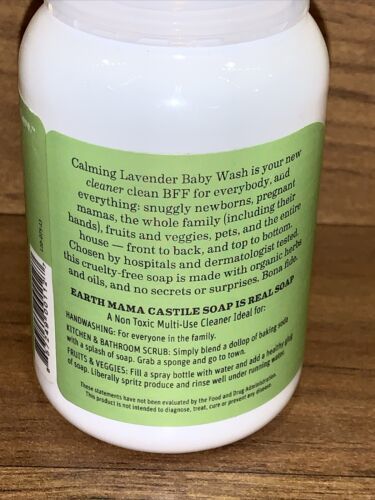 Calming Lavender Baby Wash is your new
cleaner clean BFF for everybody, and
everything: snuggly newborns, pregnant
mamas, the whole family (including their
hands), fruits and veggies, pets, and the entire
house — front to back, and top to bottom.
Chosen by hospitals and dermatologist tested,
this cruelty-free soap is made with organic herbs
and oils, and no secrets or surprises. Bona fide.
EARTH MAMA CASTILE SOAP IS REAL SOAP
A Non Toxic Multi-Use Cleaner Ideal for:
HANDWASHING: For everyone in the family.
KITCHEN & BATHROOM SCRUB: Simply blend a dollop of baking soda
with a splash of soap. Grab a sponge and go to town.
FRUITS & VEGGIES: Fill a spray bottle with water and add a healthy glug
of soap. Liberally spritz produce and rinse well under running water.
These statements have not been evaluated by the Food and Drug Administration.
This product is not intended to diagnose, treat, cure or prevent any disease.